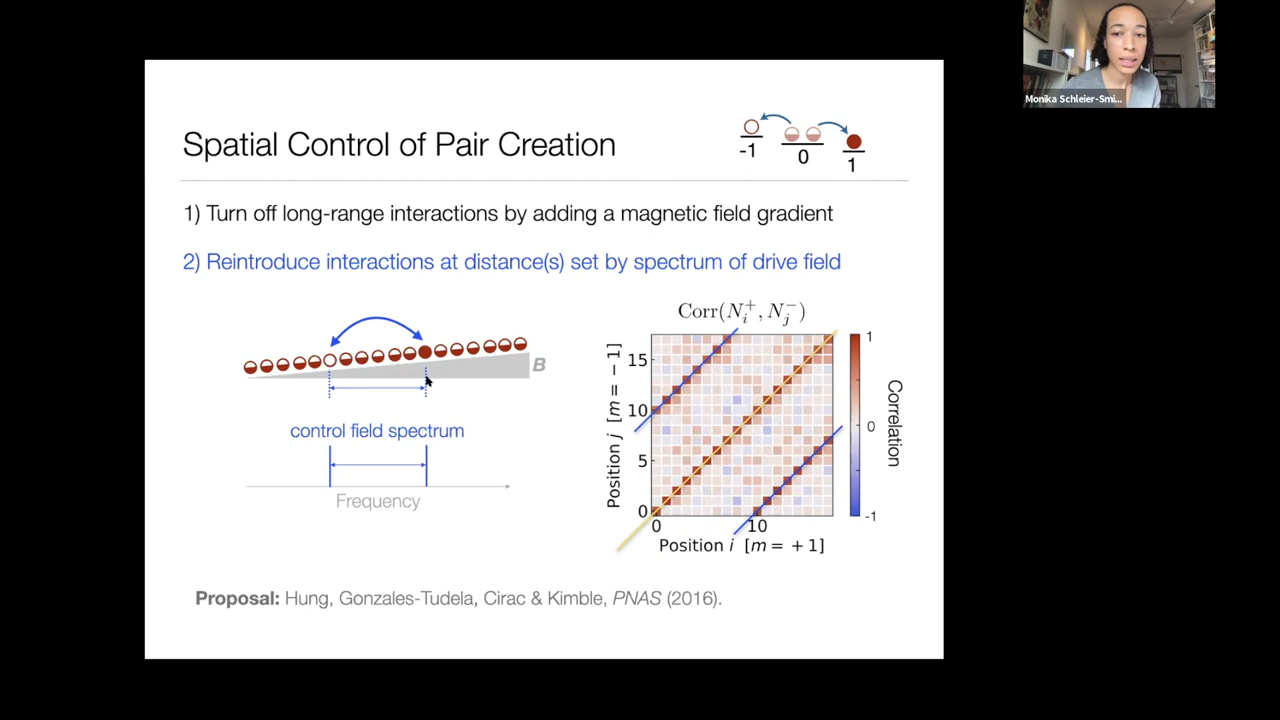 Monika Schleier-Smi...
Spatial Control of Pair Creation
-1
0
1
1) Turn off long-range interactions by adding a magnetic field gradient
2) Reintroduce interactions at distance(s) set by spectrum of drive field
B
control field spectrum
Frequency
Corr(N_i^+, N_j^-)
Position j [m = −1]
15
10
5
0
0
10
Position i [m = +1]
1
0
-1
Correlation
Proposal: Hung, Gonzales-Tudela, Cirac & Kimble, PNAS (2016).